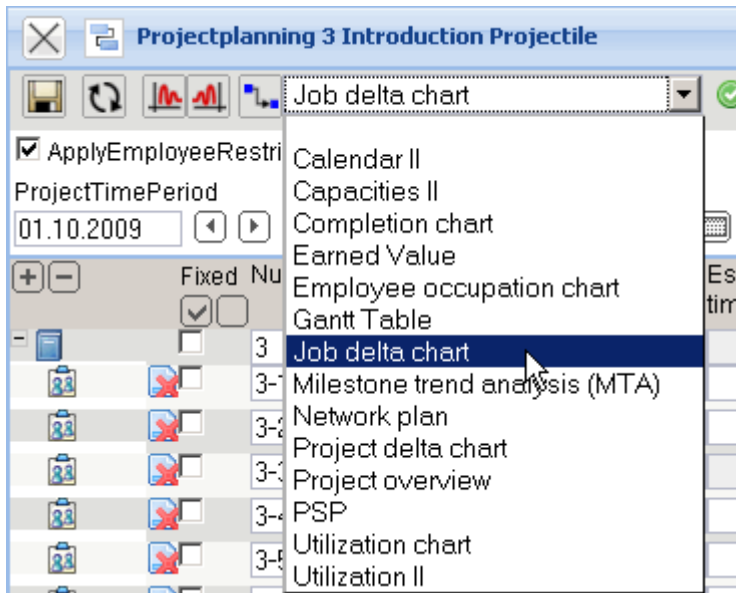 Projectplanning 3 Introduction Projectile
Job delta chart
ApplyEmployeeRestri
ProjectTimePeriod
01.10.2009
Fixed Nu
Es
tim
Calendar II
Capacities II
Completion chart
Earned Value
Employee occupation chart
Gantt Table
Job delta chart
Milestone trend analysis (MTA)
Network plan
Project delta chart
Project overview
PSP
Utilization chart
Utilization II
3
3-
3-2
3-3
3-4
3-5